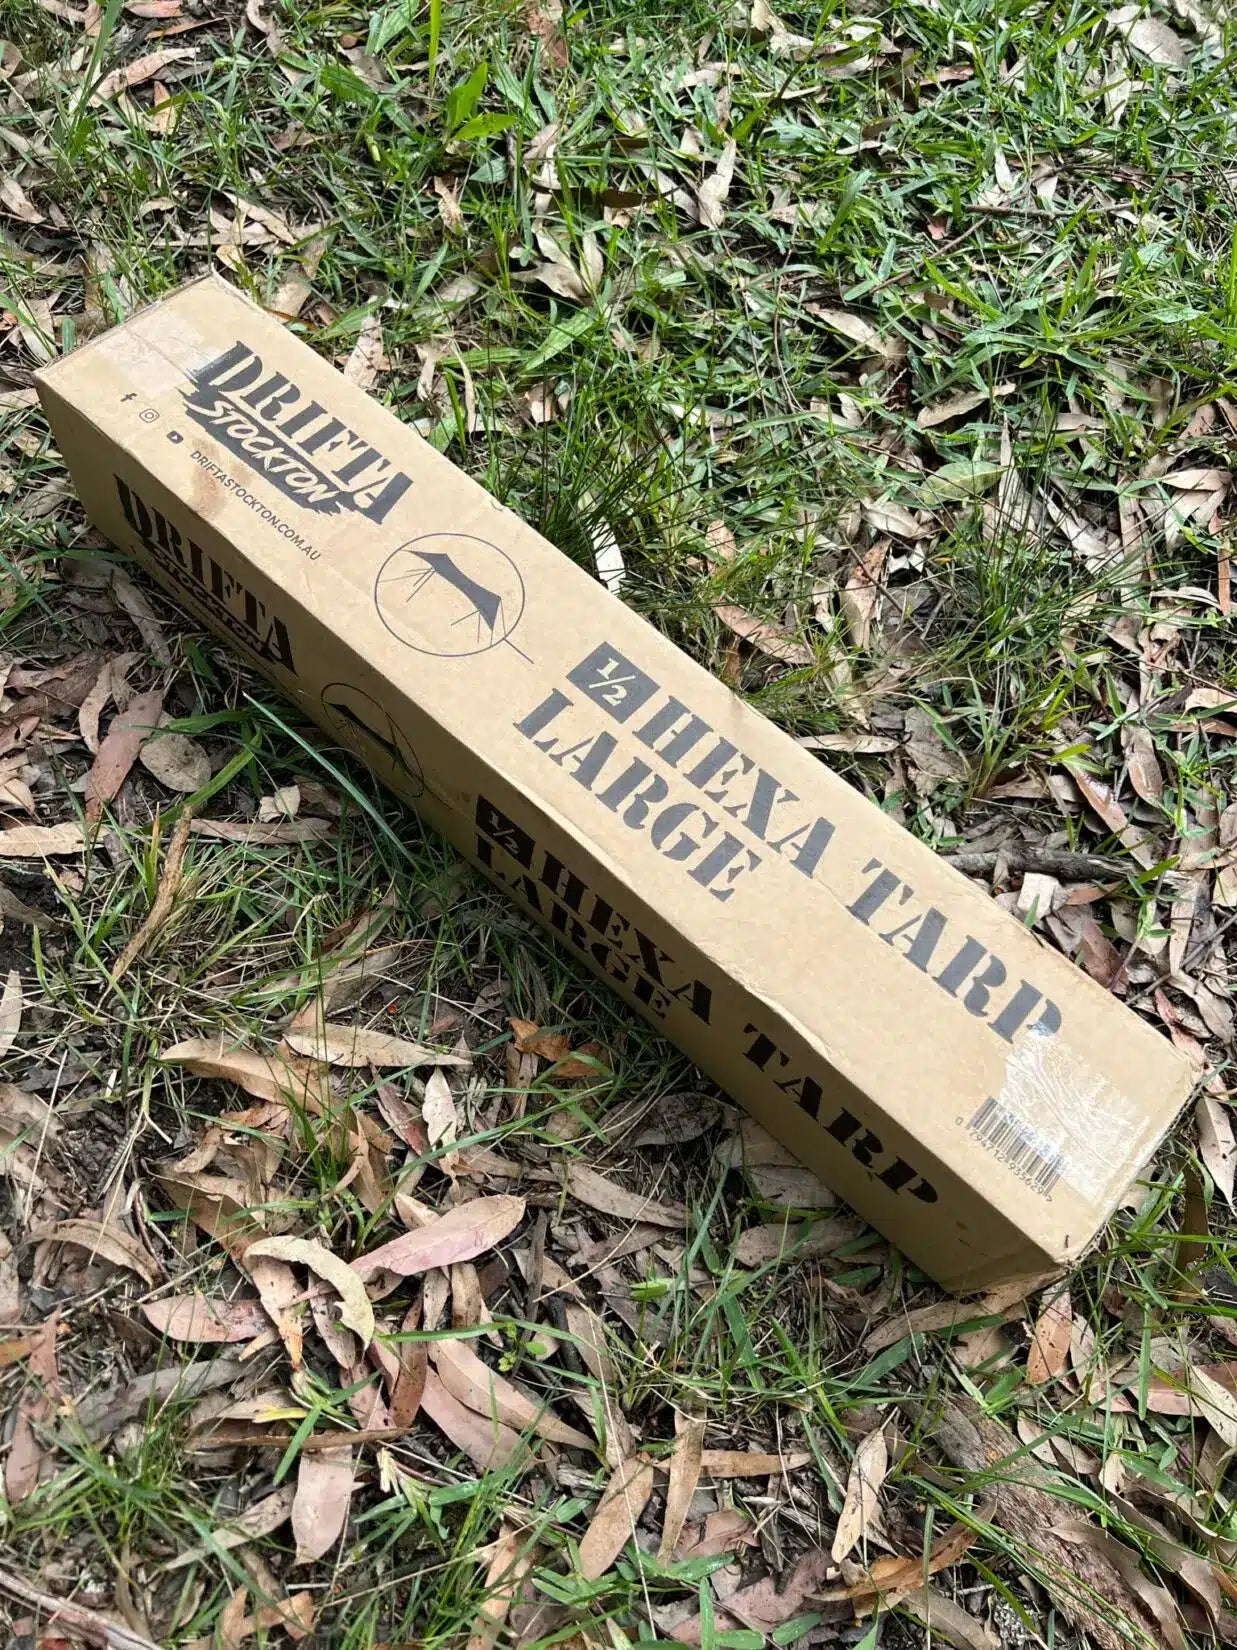 DRIFTA
STOCKTON
DRIFTASTOCKTON.COM.AU
1/2 HEXA TARP
LARGE
DRIFTA
STOCKTON
1/2 HEXA TARP
LARGE